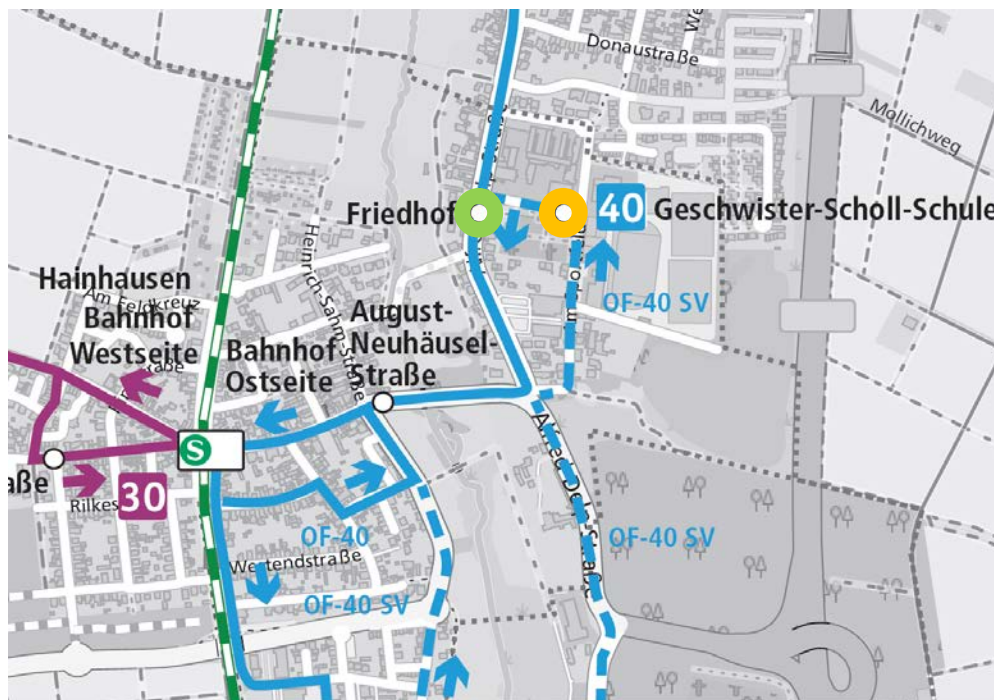 Donaustraße
Mollichweg
Friedhof
40
Geschwister-Scholl-Schule
Heinrich-Sahm-Straße
OF-40 SV
Hainhausen
Bahnhof
Westseite
Am Feldkreuz
August-
Neuhäusel-
Straße
Bahnhof
Ostseite
S
aße
30
Rilkes
OF-40
Westendstraße
OF-40 SV
OF-40 SV